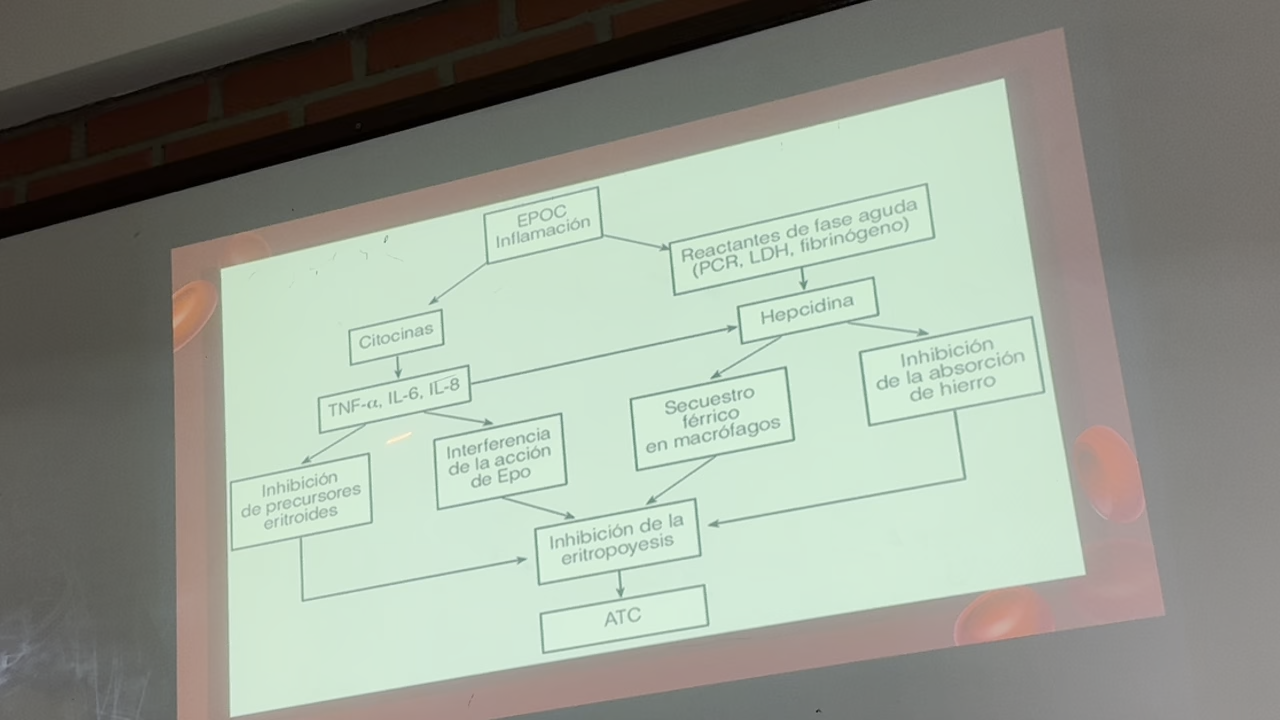 EPOC
Inflamación
Reactantes de fase aguda
(PCR, LDH, fibrinógeno)
Citocinas
Hepcidina
TNF-α, IL-6, IL-8
Inhibición
de la absorción
de hierro
Secuestro
férrico
en macrófagos
Interferencia
de la acción
de Epo
Inhibición
de precursores
eritroides
Inhibición de la
eritropoyesis
ATC